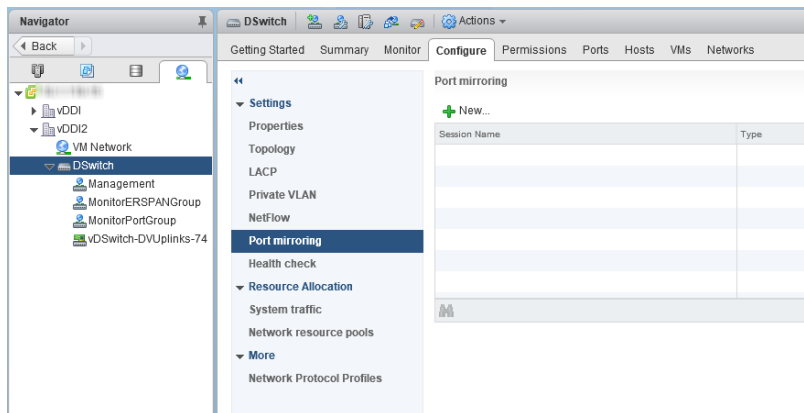 Navigator
Back
vDDI
vDDI2
VM Network
DSwitch
Management
MonitorERSPANGroup
MonitorPortGroup
vDSwitch-DVUplinks-74
DSwitch Actions
Getting Started Summary Monitor Configure Permissions Ports Hosts VMs Networks
Settings
Properties
Topology
LACP
Private VLAN
NetFlow
Port mirroring
Health check
Resource Allocation
System traffic
Network resource pools
More
Network Protocol Profiles
Port mirroring
New...
Session Name Type